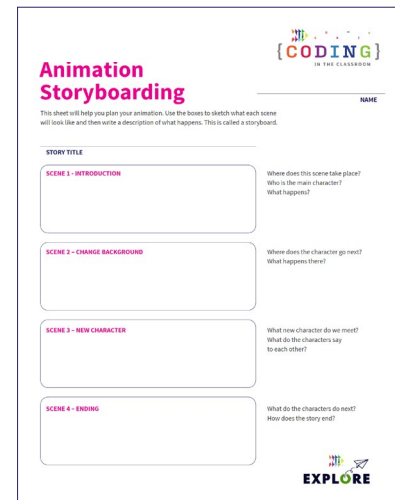 {CODING}
IN THE CLASSROOM
Animation
Storyboarding
NAME
This sheet will help you plan your animation. Use the boxes to sketch what each scene
will look like and then write a description of what happens. This is called a storyboard.
STORY TITLE
SCENE 1 - INTRODUCTION
Where does this scene take place?
Who is the main character?
What happens?
SCENE 2 – CHANGE BACKGROUND
Where does the character go next?
What happens there?
SCENE 3 – NEW CHARACTER
What new character do we meet?
What do the characters say
to each other?
SCENE 4 – ENDING
What do the characters do next?
How does the story end?
EXPLORE